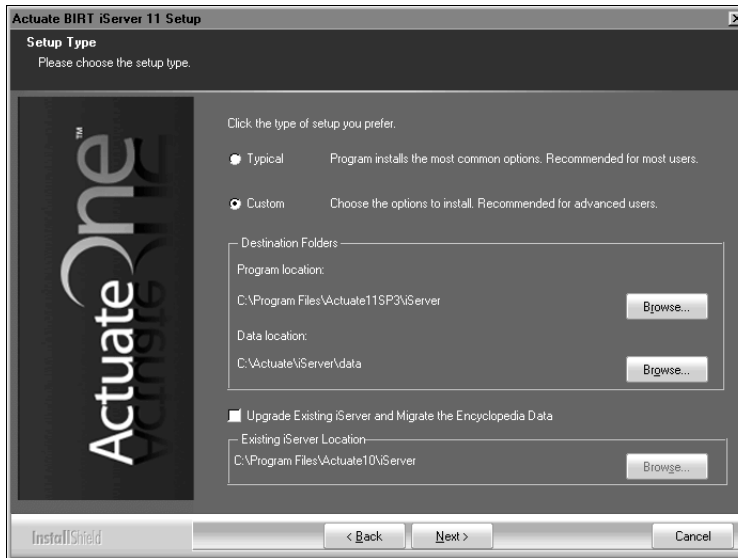 Actuate BIRT iServer 11 Setup
Setup Type
Please choose the setup type.
ActuateOne™
Click the type of setup you prefer.
Typical Program installs the most common options. Recommended for most users.
Custom Choose the options to install. Recommended for advanced users.
Destination Folders
Program location:
C:\Program Files\Actuate11SP3\iServer
Browse...
Data location:
C:\Actuate\iServer\data
Browse...
Upgrade Existing iServer and Migrate the Encyclopedia Data
Existing iServer Location
C:\Program Files\Actuate10\iServer
Browse...
InstallShield
< Back Next > Cancel